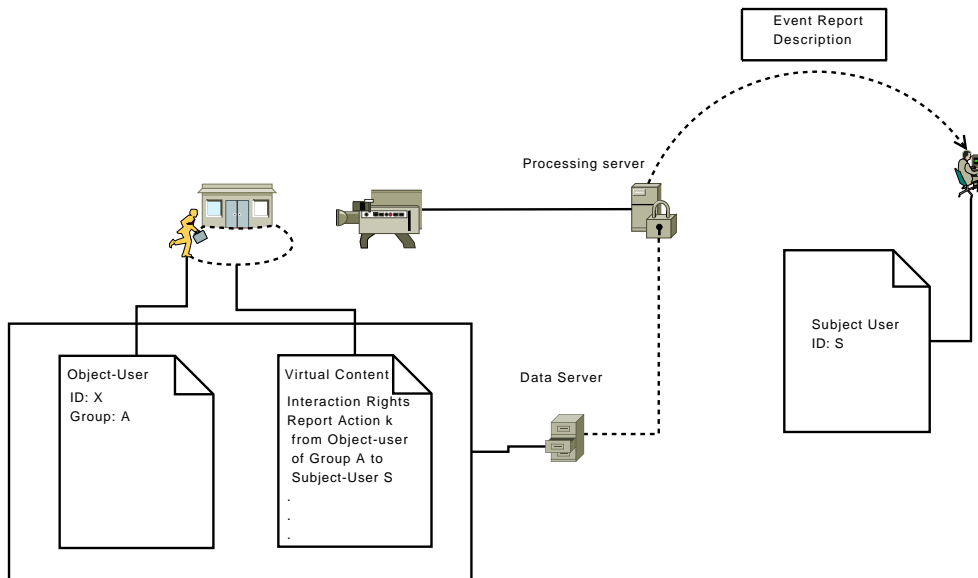 Event Report
Description
Processing server
Subject User
ID: S
Object-User
ID: X
Group: A
Virtual Content
Interaction Rights
Report Action k
from Object-user
of Group A to
Subject-User S
.
.
.
Data Server